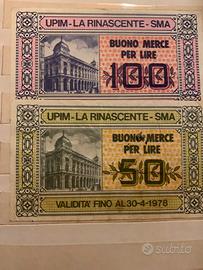 UPIM - LA RINASCENTE - SMA
BUONO MERCE
PER LIRE
100
UPIM - LA RINASCENTE - SMA
BUONO MERCE
PER LIRE
50
VALIDITA' FINO AL 30-4-1978
subito